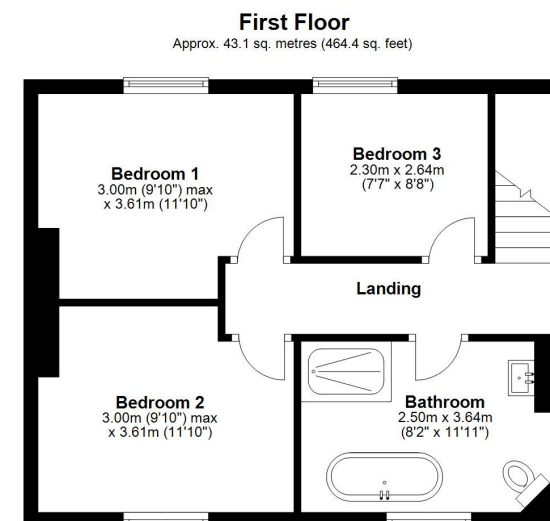 First Floor
Approx. 43.1 sq. metres (464.4 sq. feet)
Bedroom 1
3.00m (9'10") max
x 3.61m (11'10")
Bedroom 3
2.30m x 2.64m
(7'7" x 8'8")
Landing
Bedroom 2
3.00m (9'10") max
x 3.61m (11'10")
Bathroom
2.50m x 3.64m
(8'2" x 11'11")